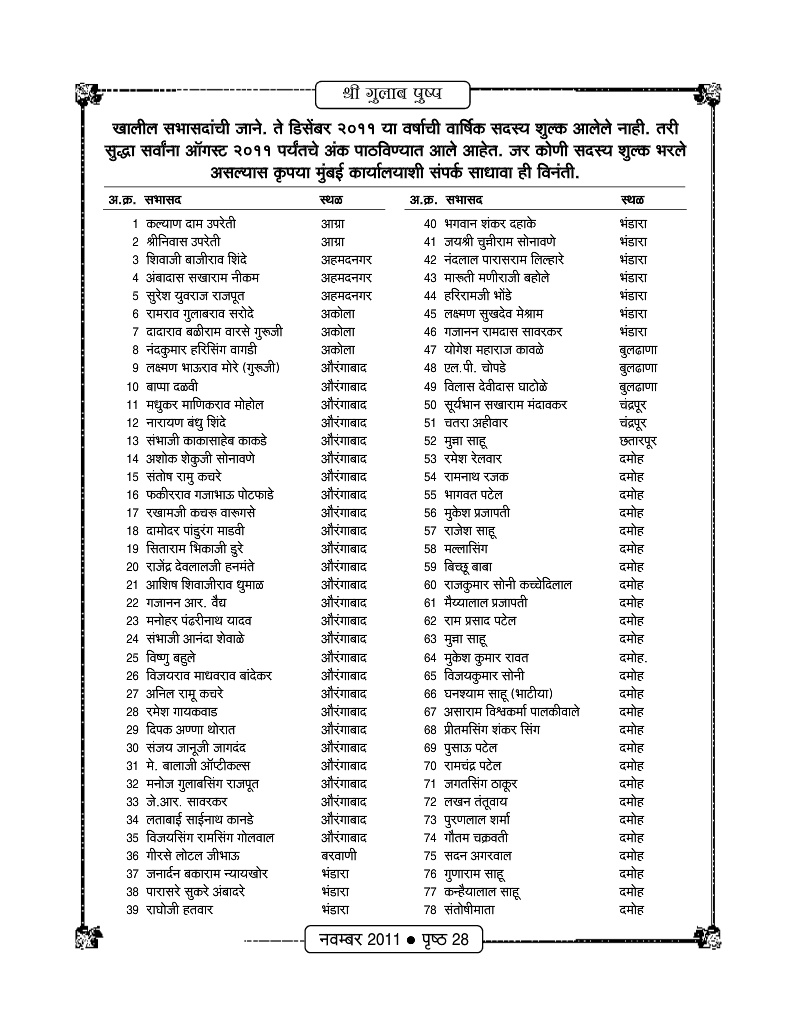 श्री गुलाब पुष्प
खालील सभासदांची जाने. ते डिसेंबर २०११ या वर्षाची वार्षिक सदस्य शुल्क आलेले नाही. तरी
सुद्धा सर्वांना ऑगस्ट २०११ पर्यंतचे अंक पाठविण्यात आले आहेत. जर कोणी सदस्य शुल्क भरले
असल्यास कृपया मुंबई कार्यालयाशी संपर्क साधावा ही विनंती.
अ.क्र. सभासद स्थळ
1 कल्याण दाम उपरेती आग्रा
2 श्रीनिवास उपरेती आग्रा
3 शिवाजी बाजीराव शिंदे अहमदनगर
4 अंबादास सखाराम नीकम अहमदनगर
5 सुरेश युवराज राजपूत अहमदनगर
6 रामराव गुलाबराव सरोदे अकोला
7 दादाराव बळीराम वारसे गुरूजी अकोला
8 नंदकुमार हरिसिंग वागडी अकोला
9 लक्ष्मण भाऊराव मोरे (गुरूजी) औरंगाबाद
10 बाप्पा दळवी औरंगाबाद
11 मधुकर माणिकराव मोहोल औरंगाबाद
12 नारायण बंधु शिंदे औरंगाबाद
13 संभाजी काकासाहेब काकडे औरंगाबाद
14 अशोक शेकुजी सोनावणे औरंगाबाद
15 संतोष रामु कचरे औरंगाबाद
16 फकीरराव गजाभाऊ पोटफाडे औरंगाबाद
17 रखामजी कचरू वारूगसे औरंगाबाद
18 दामोदर पांडुरंग माडवी औरंगाबाद
19 सिताराम भिकाजी डुरे औरंगाबाद
20 राजेंद्र देवलालजी हनमंते औरंगाबाद
21 आशिष शिवाजीराव धुमाळ औरंगाबाद
22 गजानन आर. वैद्य औरंगाबाद
23 मनोहर पंढरीनाथ यादव औरंगाबाद
24 संभाजी आनंदा शेवाळे औरंगाबाद
25 विष्णु बहुले औरंगाबाद
26 विजयराव माधवराव बांदेकर औरंगाबाद
27 अनिल रामू कचरे औरंगाबाद
28 रमेश गायकवाड औरंगाबाद
29 दिपक अण्णा थोरात औरंगाबाद
30 संजय जानूजी जागदंद औरंगाबाद
31 मे. बालाजी ऑप्टीकल्स औरंगाबाद
32 मनोज गुलाबसिंग राजपूत औरंगाबाद
33 जे.आर. सावरकर औरंगाबाद
34 लताबाई साईनाथ कानडे औरंगाबाद
35 विजयसिंग रामसिंग गोलवाल औरंगाबाद
36 गीरसे लोटल जीभाऊ बरवाणी
37 जनार्दन बकाराम न्यायखोर भंडारा
38 पारासरे सुकरे अंबादरे भंडारा
39 राघोजी हतवार भंडारा
अ.क्र. सभासद स्थळ
40 भगवान शंकर दहाके भंडारा
41 जयश्री चुन्नीराम सोनावणे भंडारा
42 नंदलाल पारासराम लिल्हारे भंडारा
43 मारूती मणीराजी बहोले भंडारा
44 हरिरामजी भोंडे भंडारा
45 लक्ष्मण सुखदेव मेश्राम भंडारा
46 गजानन रामदास सावरकर भंडारा
47 योगेश महाराज कावळे बुलढाणा
48 एल.पी. चोपडे बुलढाणा
49 विलास देवीदास घाटोळे बुलढाणा
50 सूर्यभान सखाराम मंदावकर चंद्रपूर
51 चतरा अहीवार चंद्रपूर
52 मुन्ना साहू छतारपूर
53 रमेश रेलवार दमोह
54 रामनाथ रजक दमोह
55 भागवत पटेल दमोह
56 मुकेश प्रजापती दमोह
57 राजेश साहू दमोह
58 मल्लासिंग दमोह
59 बिच्छू बाबा दमोह
60 राजकुमार सोनी कच्चेदिलाल दमोह
61 मैय्यालाल प्रजापती दमोह
62 राम प्रसाद पटेल दमोह
63 मुन्ना साहू दमोह
64 मुकेश कुमार रावत दमोह.
65 विजयकुमार सोनी दमोह
66 घनश्याम साहू (भाटीया) दमोह
67 असाराम विश्वकर्मा पालकीवाले दमोह
68 प्रीतमसिंग शंकर सिंग दमोह
69 पुसाऊ पटेल दमोह
70 रामचंद्र पटेल दमोह
71 जगतसिंग ठाकूर दमोह
72 लखन तंतूवाय दमोह
73 पुरणलाल शर्मा दमोह
74 गौतम चक्रवती दमोह
75 सदन अगरवाल दमोह
76 गुणाराम साहू दमोह
77 कन्हैयालाल साहू दमोह
78 संतोषीमाता दमोह
नवम्बर 2011 ● पृष्ठ 28